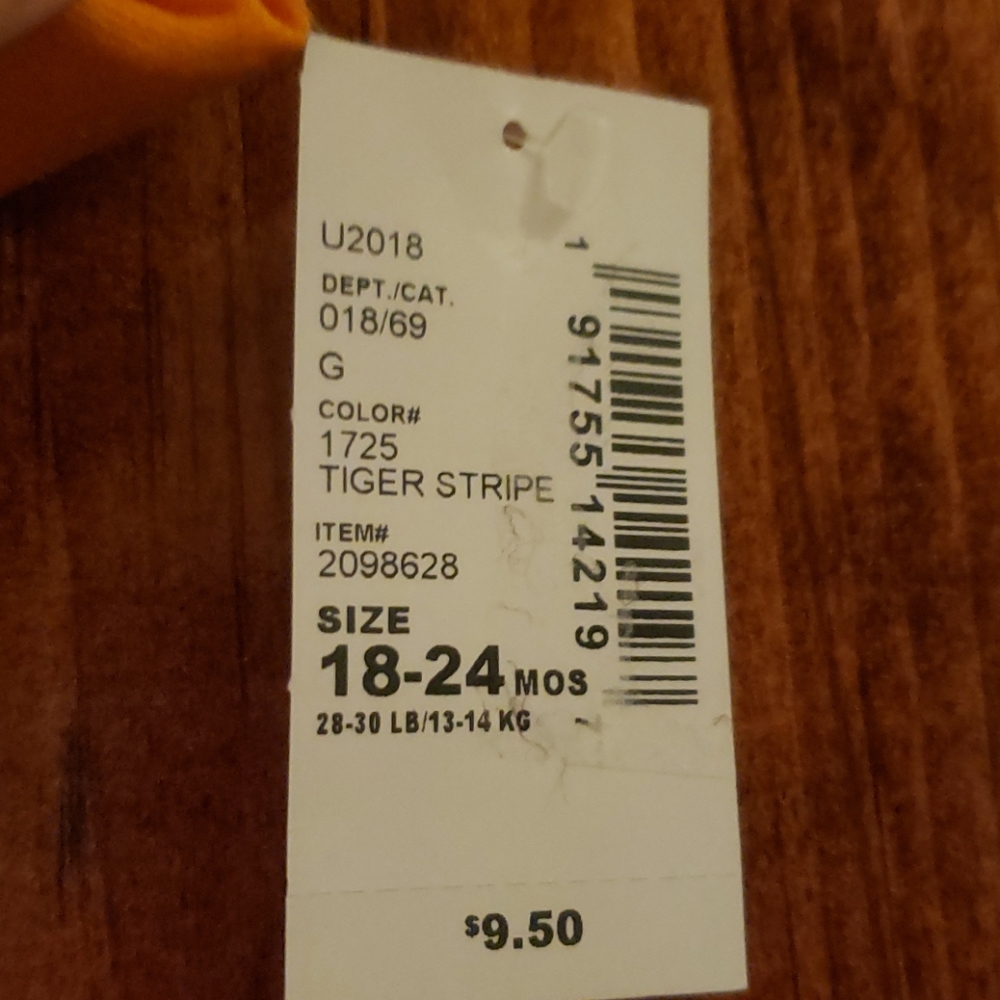 U2018
DEPT./CAT.
018/69
G
COLOR#
1725
TIGER STRIPE
ITEM#
2098628
SIZE
18-24 MOS
28-30 LB/13-14 KG
$9.50
1 91755 14219 7